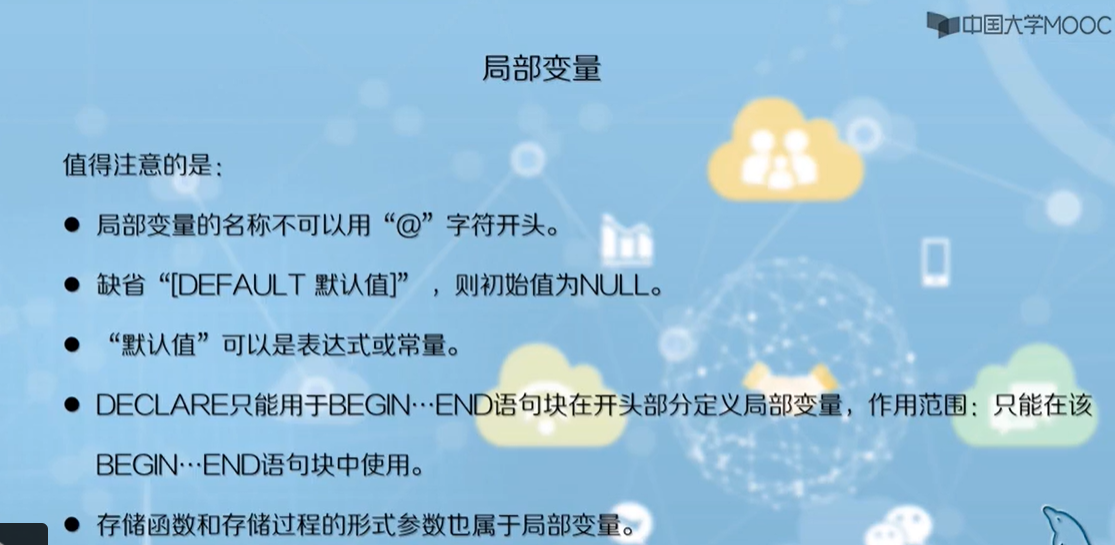 中国大学MOOC
局部变量
值得注意的是：
● 局部变量的名称不可以用“@”字符开头。
● 缺省“[DEFAULT 默认值]”，则初始值为NULL。
● “默认值”可以是表达式或常量。
● DECLARE只能用于BEGIN…END语句块在开头部分定义局部变量，作用范围：只能在该
BEGIN…END语句块中使用。
● 存储函数和存储过程的形式参数也属于局部变量。